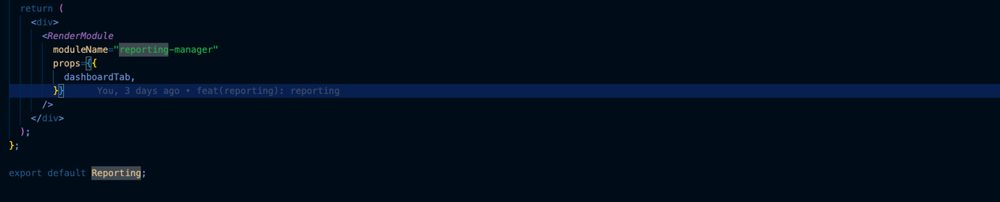 return (
<div>
<RenderModule
moduleName="reporting-manager"
props={{
dashboardTab,
}} You, 3 days ago • feat(reporting): reporting
/>
</div>
);
};
export default Reporting;